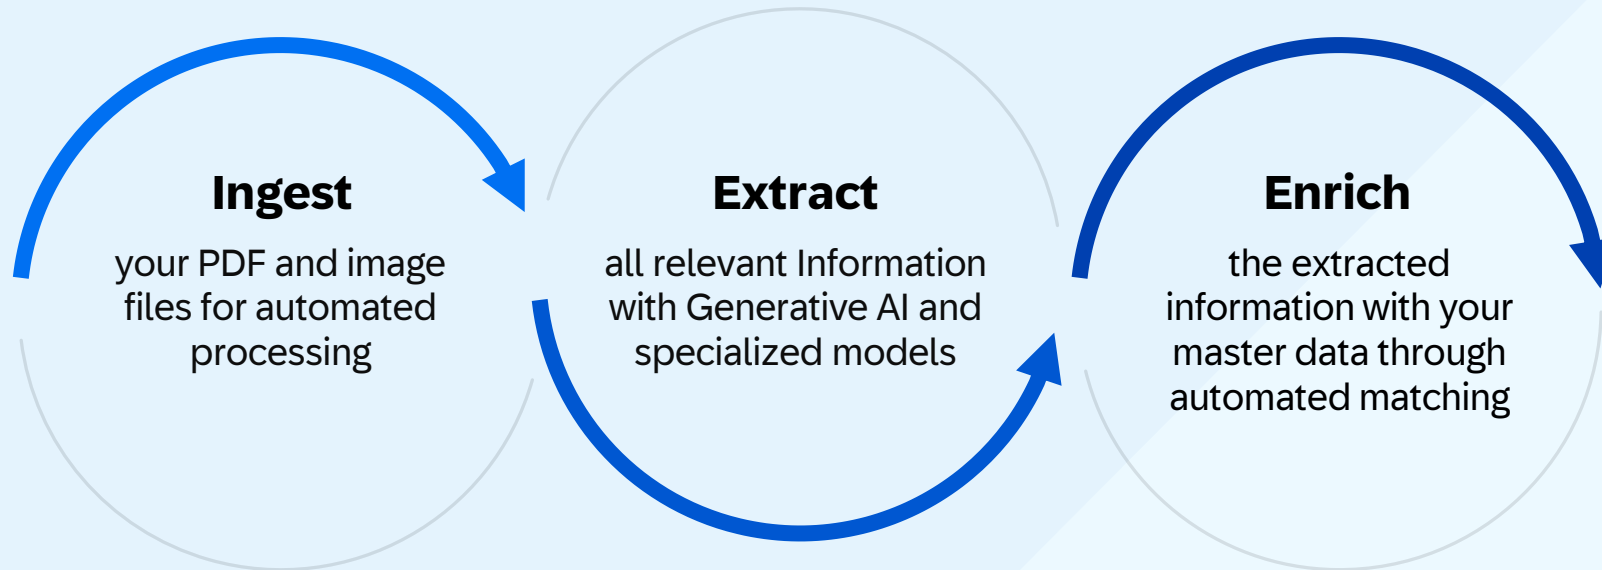 Ingest
your PDF and image
files for automated
processing
Extract
all relevant Information
with Generative AI and
specialized models
Enrich
the extracted
information with your
master data through
automated matching